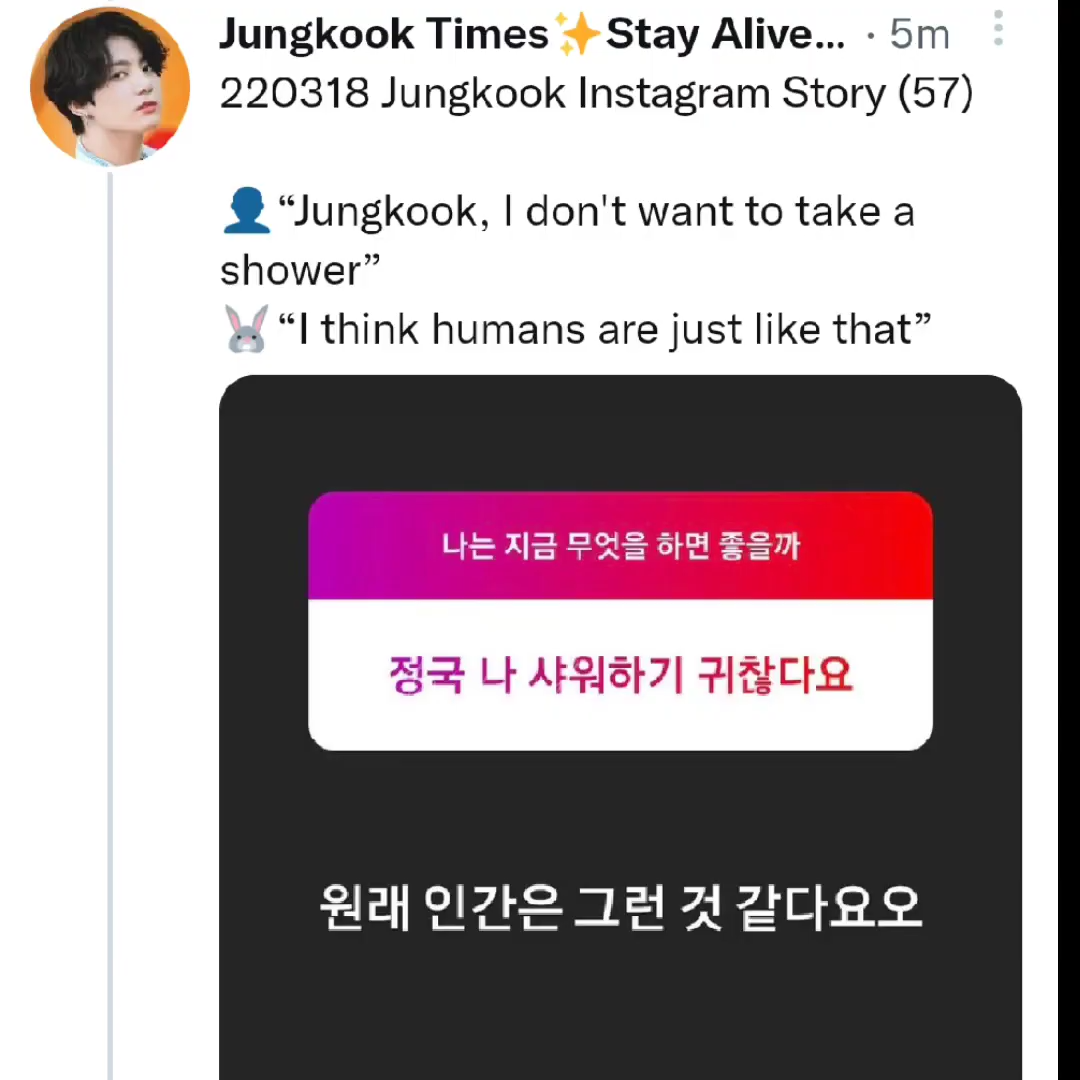 Jungkook Times✨Stay Alive... · 5m
220318 Jungkook Instagram Story (57)
👤“Jungkook, I don't want to take a
shower”
🐰“I think humans are just like that”
나는 지금 무엇을 하면 좋을까
정국 나 샤워하기 귀찮다요
원래 인간은 그런 것 같다요오